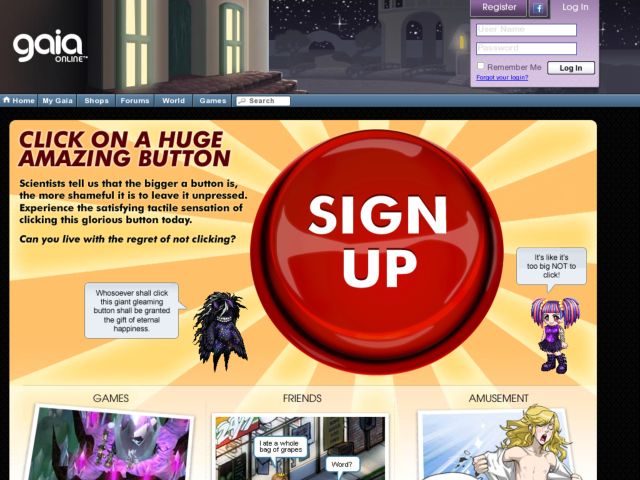 Register
Log In
gaia
ONLINE™
User Name
Password
Remember Me
Log In
Forgot your login?
Home
My Gaia
Shops
Forums
World
Games
Search
CLICK ON A HUGE
AMAZING BUTTON
Scientists tell us that the bigger a button is,
the more shameful it is to leave it unpressed.
Experience the satisfying tactile sensation of
clicking this glorious button today.
Can you live with the regret of not clicking?
SIGN
UP
It's like it's
too big NOT to
click!
Whosoever shall click
this giant gleaming
button shall be granted
the gift of eternal
happiness.
GAMES
FRIENDS
AMUSEMENT
I ate a whole
bag of grapes
Word?